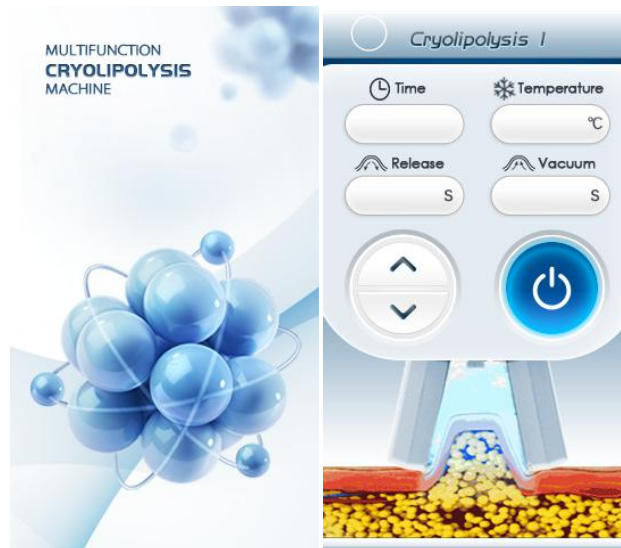 MULTIFUNCTION
CRYOLIPOLYSIS
MACHINE
Cryolipolysis I
Time
Temperature
℃
Release
Vacuum
S
S